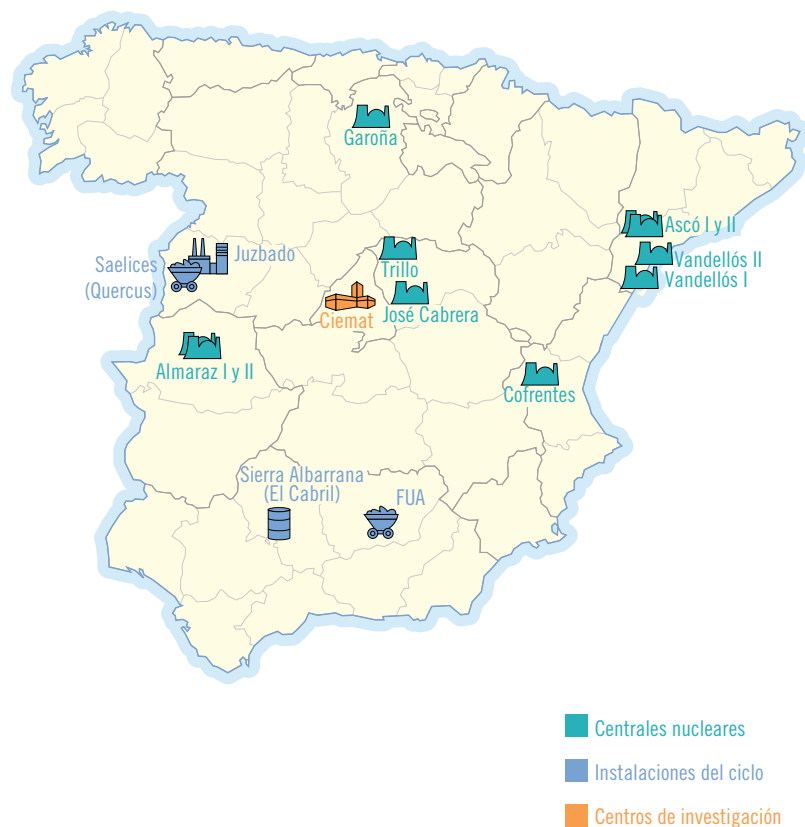 Garoña
Ascó I y II
Juzbado
Vandellós II
Saelices
(Quercus)
Trillo
Vandellós I
Ciemat
José Cabrera
Almaraz I y II
Cofrentes
Sierra Albarrana
(El Cabril)
FUA
Centrales nucleares
Instalaciones del ciclo
Centros de investigación